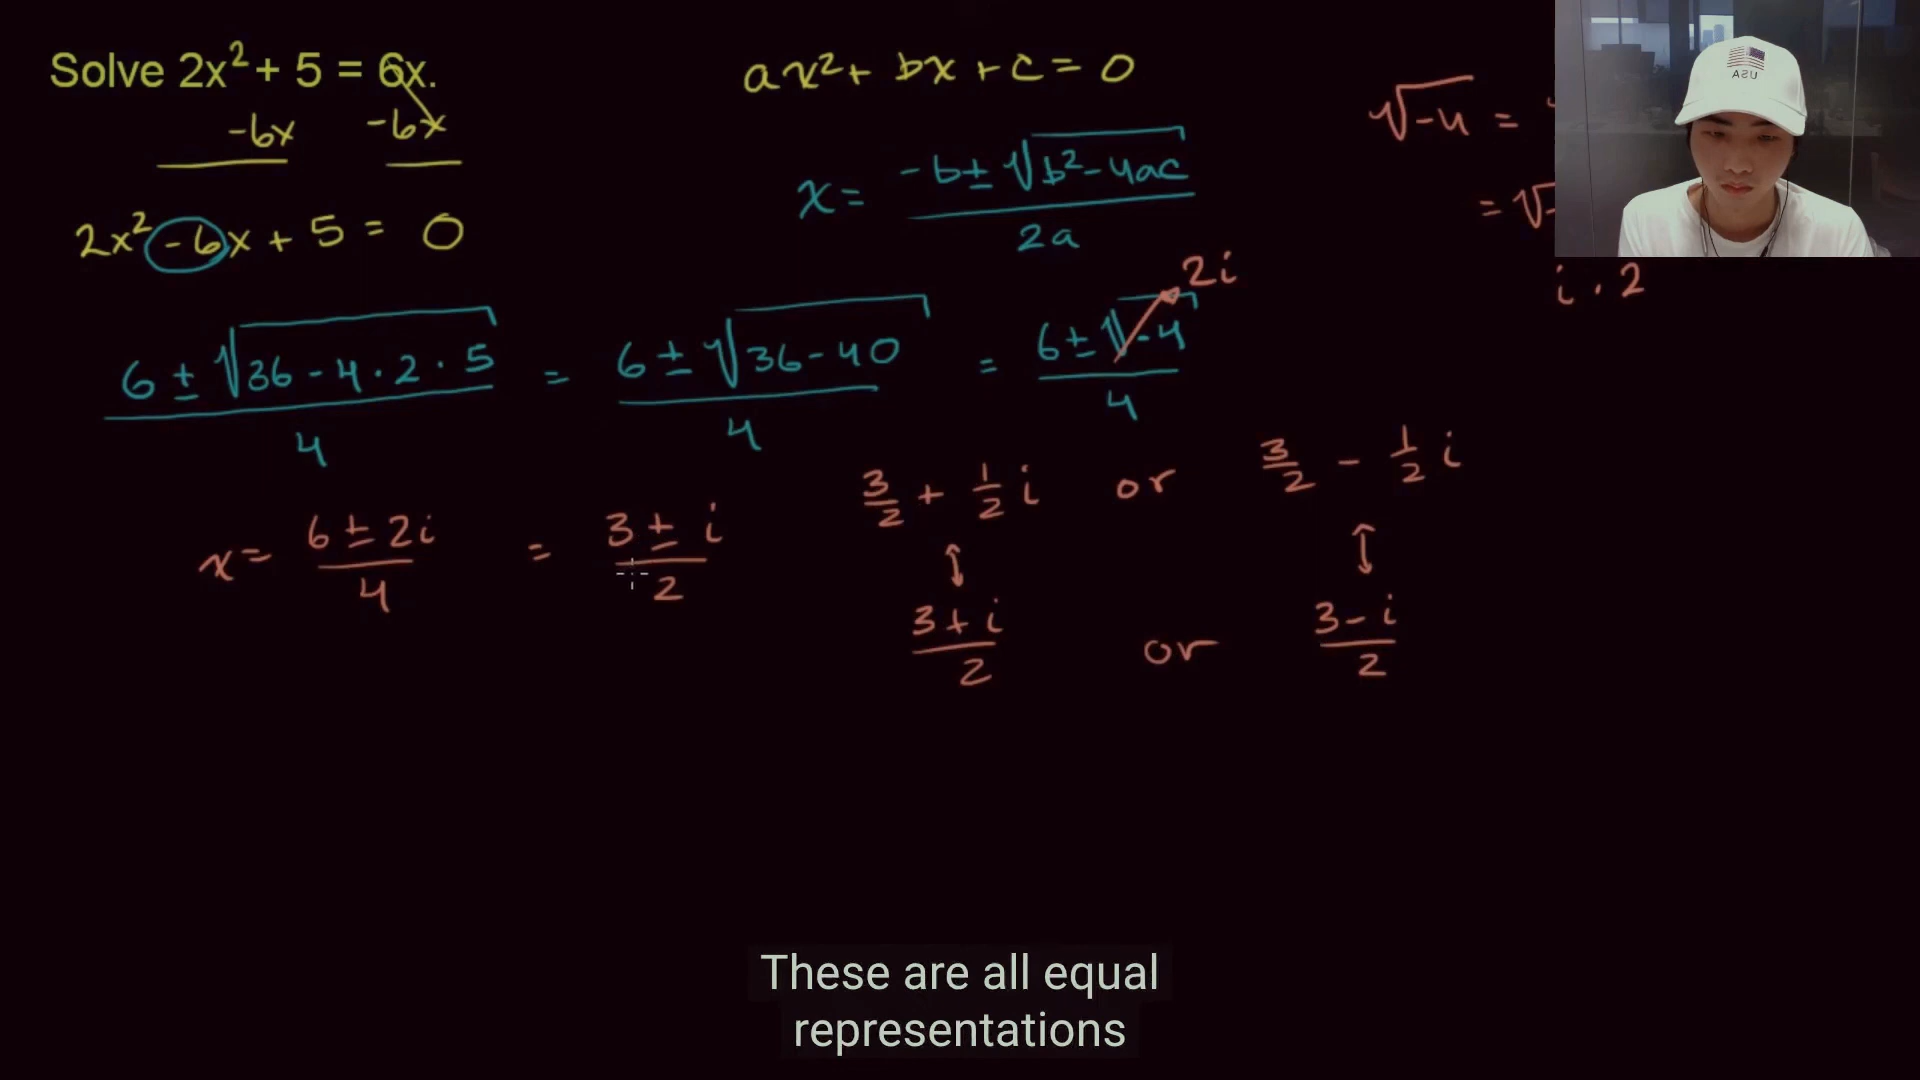 Solve 2x² + 5 = 6x.
-6x -6x
2x² - 6x + 5 = 0
ax² + bx + c = 0
x = (-b ± √(b² - 4ac)) / 2a
√-4 =
= √-
i · 2
USA
(6 ± √(36 - 4 · 2 · 5)) / 4 = (6 ± √(36 - 40)) / 4 = (6 ± √-4) / 4
2i
x = (6 ± 2i) / 4 = (3 ± i) / 2
3/2 + 1/2 i or 3/2 - 1/2 i
(3 + i) / 2 or (3 - i) / 2
These are all equal
representations